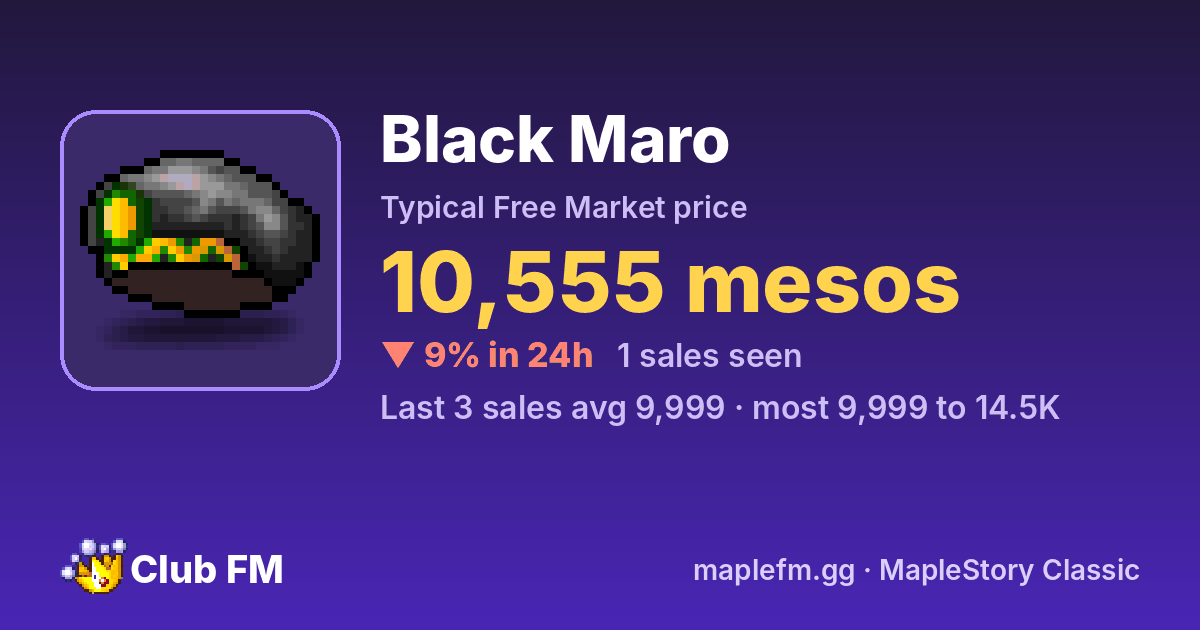 Black Maro
Typical Free Market price
10,555 mesos
▼ 9% in 24h 1 sales seen
Last 3 sales avg 9,999 · most 9,999 to 14.5K
Club FM
maplefm.gg · MapleStory Classic